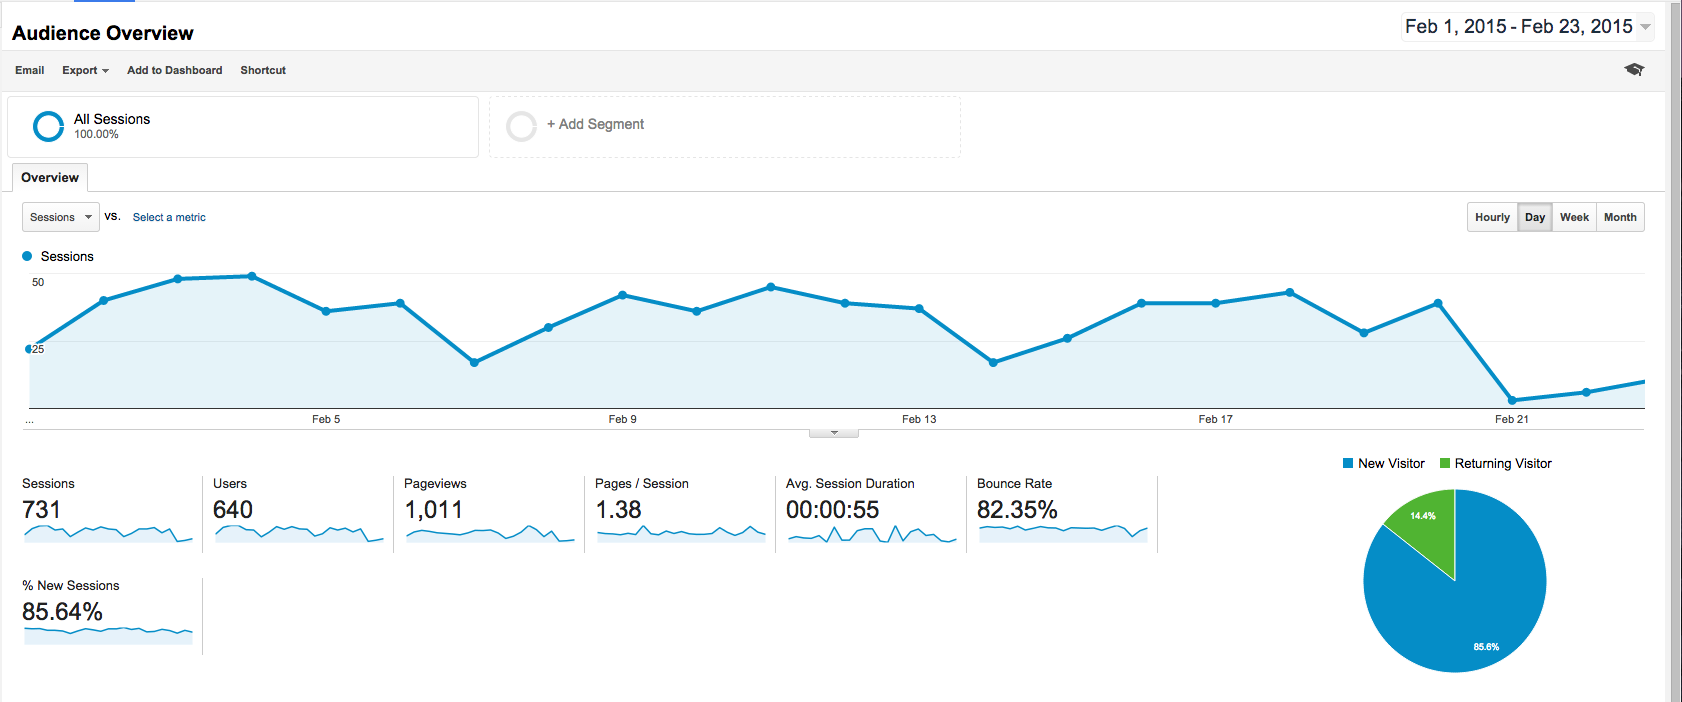 Audience Overview
Feb 1, 2015 - Feb 23, 2015
Email Export Add to Dashboard Shortcut
All Sessions
100.00%
+ Add Segment
Overview
Sessions vs. Select a metric
Hourly Day Week Month
Sessions
50
25
... Feb 5 Feb 9 Feb 13 Feb 17 Feb 21
Sessions
731
Users
640
Pageviews
1,011
Pages / Session
1.38
Avg. Session Duration
00:00:55
Bounce Rate
82.35%
% New Sessions
85.64%
New Visitor Returning Visitor
14.4%
85.6%